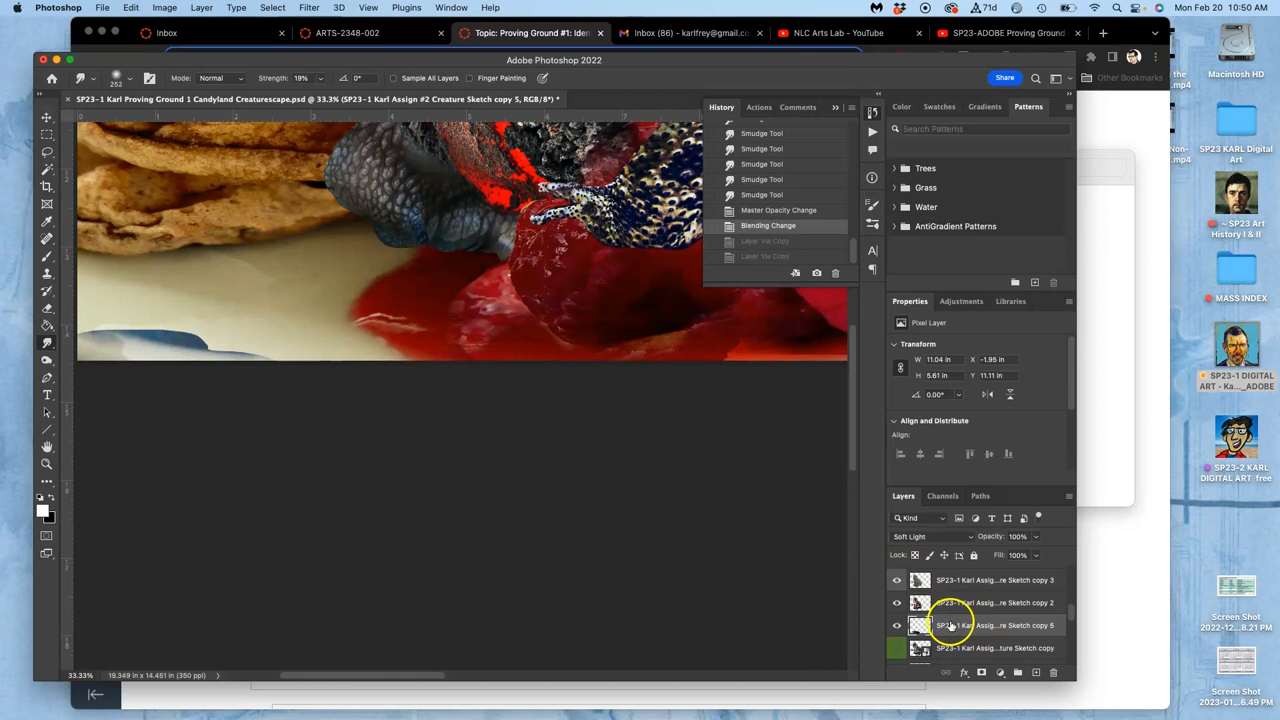 Photoshop File Edit Image Layer Type Select Filter 3D View Plugins Window Help
71
Mon Feb 20 10:50 AM
Inbox × ARTS-2348-002 × Topic: Proving Ground #1: Iden × Inbox (86) - karlfrey@gmail.co × NLC Arts Lab - YouTube × SP23-ADOBE Proving Ground ×
Adobe Photoshop 2022
Other Bookmarks
Mode: Normal Strength: 19% 0° Sample All Layers Finger Painting Share
252
× SP23-1 Karl Proving Ground 1 Candyland Creaturescape.psd @ 33.3% (SP23-1 Karl Assign #2 Creature Sketch copy 5, RGB/8*) *
History Actions Comments
Smudge Tool
Smudge Tool
Smudge Tool
Smudge Tool
Smudge Tool
Master Opacity Change
Blending Change
Layer Via Copy
Layer Via Copy
Color Swatches Gradients Patterns
Search Patterns
Trees
Grass
Water
AntiGradient Patterns
Properties Adjustments Libraries
Pixel Layer
Transform
W 11.04 in X -1.95 in
H 5.61 in Y 11.11 in
0.00°
Align and Distribute
Align:
Layers Channels Paths
Kind
Soft Light Opacity: 100%
Lock: Fill: 100%
SP23-1 Karl Assig...re Sketch copy 3
SP23-1 Karl Assig...re Sketch copy 2
SP23-1 Karl Assig...re Sketch copy 5
SP23-1 Karl Assig...ture Sketch copy
33.33% 19.349 in x 14.451 in (350 ppi)
Macintosh HD
SP23 KARL Digital
Art
~ SP23 Art
History I & II
MASS INDEX
SP23-1 DIGITAL
ART - Ka..._ADOBE
SP23-2 KARL
DIGITAL ART free
Screen Shot
2022-12...8.21 PM
Screen Shot
2023-01...6.49 PM